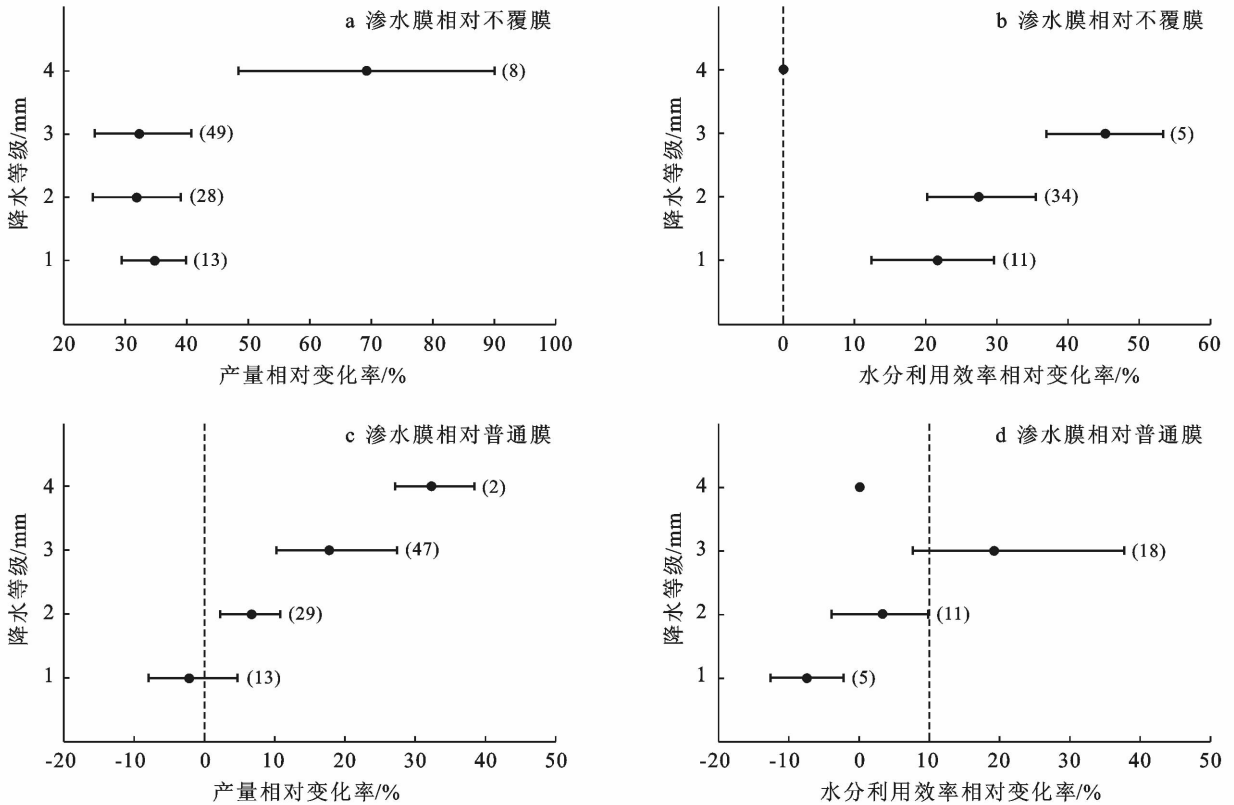 a 渗水膜相对不覆膜
降水等级/mm
4
(8)
3
(49)
2
(28)
1
(13)
20 30 40 50 60 70 80 90 100
产量相对变化率/%
b 渗水膜相对不覆膜
降水等级/mm
4
3
(5)
2
(34)
1
(11)
0 10 20 30 40 50 60
水分利用效率相对变化率/%
c 渗水膜相对普通膜
降水等级/mm
4
(2)
3
(47)
2
(29)
1
(13)
-20 -10 0 10 20 30 40 50
产量相对变化率/%
d 渗水膜相对普通膜
降水等级/mm
4
3
(18)
2
(11)
1
(5)
-20 -10 0 10 20 30 40 50
水分利用效率相对变化率/%